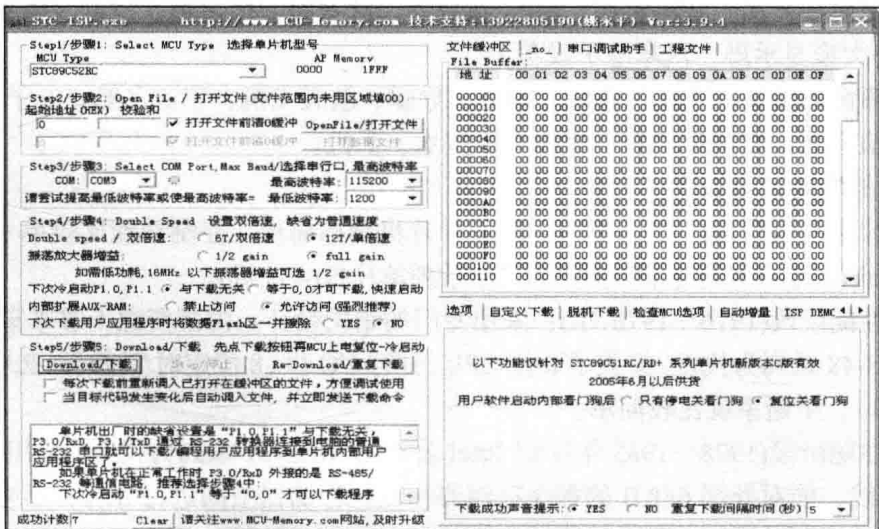 STC-ISP.exe http://www.MCU-Memory.com 技术支持:13922805190(姚永平) Ver:3.9.4
Step1/步骤1: Select MCU Type 选择单片机型号
MCU Type AP Memory
STC89C52RC 0000 - 1FFF
Step2/步骤2: Open File / 打开文件(文件范围内未用区域填00)
起始地址(HEX) 校验和
0 打开文件前清0缓冲 OpenFile/打开文件
0 打开文件前清0缓冲 打开数据文件
Step3/步骤3: Select COM Port,Max Baud/选择串行口,最高波特率
COM: COM3 最高波特率: 115200
请尝试提高最低波特率或使最高波特率= 最低波特率: 1200
Step4/步骤4: Double Speed 设置双倍速, 缺省为普通速度
Double speed / 双倍速: 6T/双倍速 12T/单倍速
振荡放大器增益: 1/2 gain full gain
如需低功耗,16MHz 以下振荡器增益可选 1/2 gain
下次冷启动P1.0,P1.1 与下载无关 等于0,0才可下载,快速启动
内部扩展AUX-RAM: 禁止访问 允许访问(强烈推荐)
下次下载用户应用程序时将数据Flash区一并擦除 YES NO
Step5/步骤5: Download/下载 先点下载按钮再MCU上电复位-冷启动
Download/下载 Re-Download/重复下载
每次下载前重新调入已打开在缓冲区的文件,方便调试使用
当目标代码发生变化后自动调入文件,并立即发送下载命令
单片机出厂时的缺省设置是 "P1.0,P1.1" 与下载无关,
P3.0/RxD, P3.1/TxD 通过 RS-232 转换器连接到电脑的普通
RS-232 串口就可以下载/编程用户应用程序到单片机内部用户
应用程序区了。
如果单片机在正常工作时 P3.0/RxD 外接的是 RS-485/
RS-232 等通信电路, 推荐选择步骤4中:
下次冷启动 "P1.0,P1.1" 等于 "0,0" 才可以下载程序
成功计数 7 Clear 请关注www.MCU-Memory.com网站,及时升级
文件缓冲区 _no_ 串口调试助手 工程文件
File Buffer:
地 址 00 01 02 03 04 05 06 07 08 09 0A 0B 0C 0D 0E 0F
000000 00 00 00 00 00 00 00 00 00 00 00 00 00 00 00 00
000010 00 00 00 00 00 00 00 00 00 00 00 00 00 00 00 00
000020 00 00 00 00 00 00 00 00 00 00 00 00 00 00 00 00
000030 00 00 00 00 00 00 00 00 00 00 00 00 00 00 00 00
000040 00 00 00 00 00 00 00 00 00 00 00 00 00 00 00 00
000050 00 00 00 00 00 00 00 00 00 00 00 00 00 00 00 00
000060 00 00 00 00 00 00 00 00 00 00 00 00 00 00 00 00
000070 00 00 00 00 00 00 00 00 00 00 00 00 00 00 00 00
000080 00 00 00 00 00 00 00 00 00 00 00 00 00 00 00 00
000090 00 00 00 00 00 00 00 00 00 00 00 00 00 00 00 00
0000A0 00 00 00 00 00 00 00 00 00 00 00 00 00 00 00 00
0000B0 00 00 00 00 00 00 00 00 00 00 00 00 00 00 00 00
0000C0 00 00 00 00 00 00 00 00 00 00 00 00 00 00 00 00
0000D0 00 00 00 00 00 00 00 00 00 00 00 00 00 00 00 00
0000E0 00 00 00 00 00 00 00 00 00 00 00 00 00 00 00 00
0000F0 00 00 00 00 00 00 00 00 00 00 00 00 00 00 00 00
000100 00 00 00 00 00 00 00 00 00 00 00 00 00 00 00 00
000110 00 00 00 00 00 00 00 00 00 00 00 00 00 00 00 00
选项 自定义下载 脱机下载 检查MCU选项 自动增量 ISP DEMO
以下功能仅针对 STC89C51RC/RD+ 系列单片机新版本C版有效
2005年6月以后供货
用户软件启动内部看门狗后 只有停电关看门狗 复位关看门狗
下载成功声音提示: YES NO 重复下载间隔时间(秒) 5